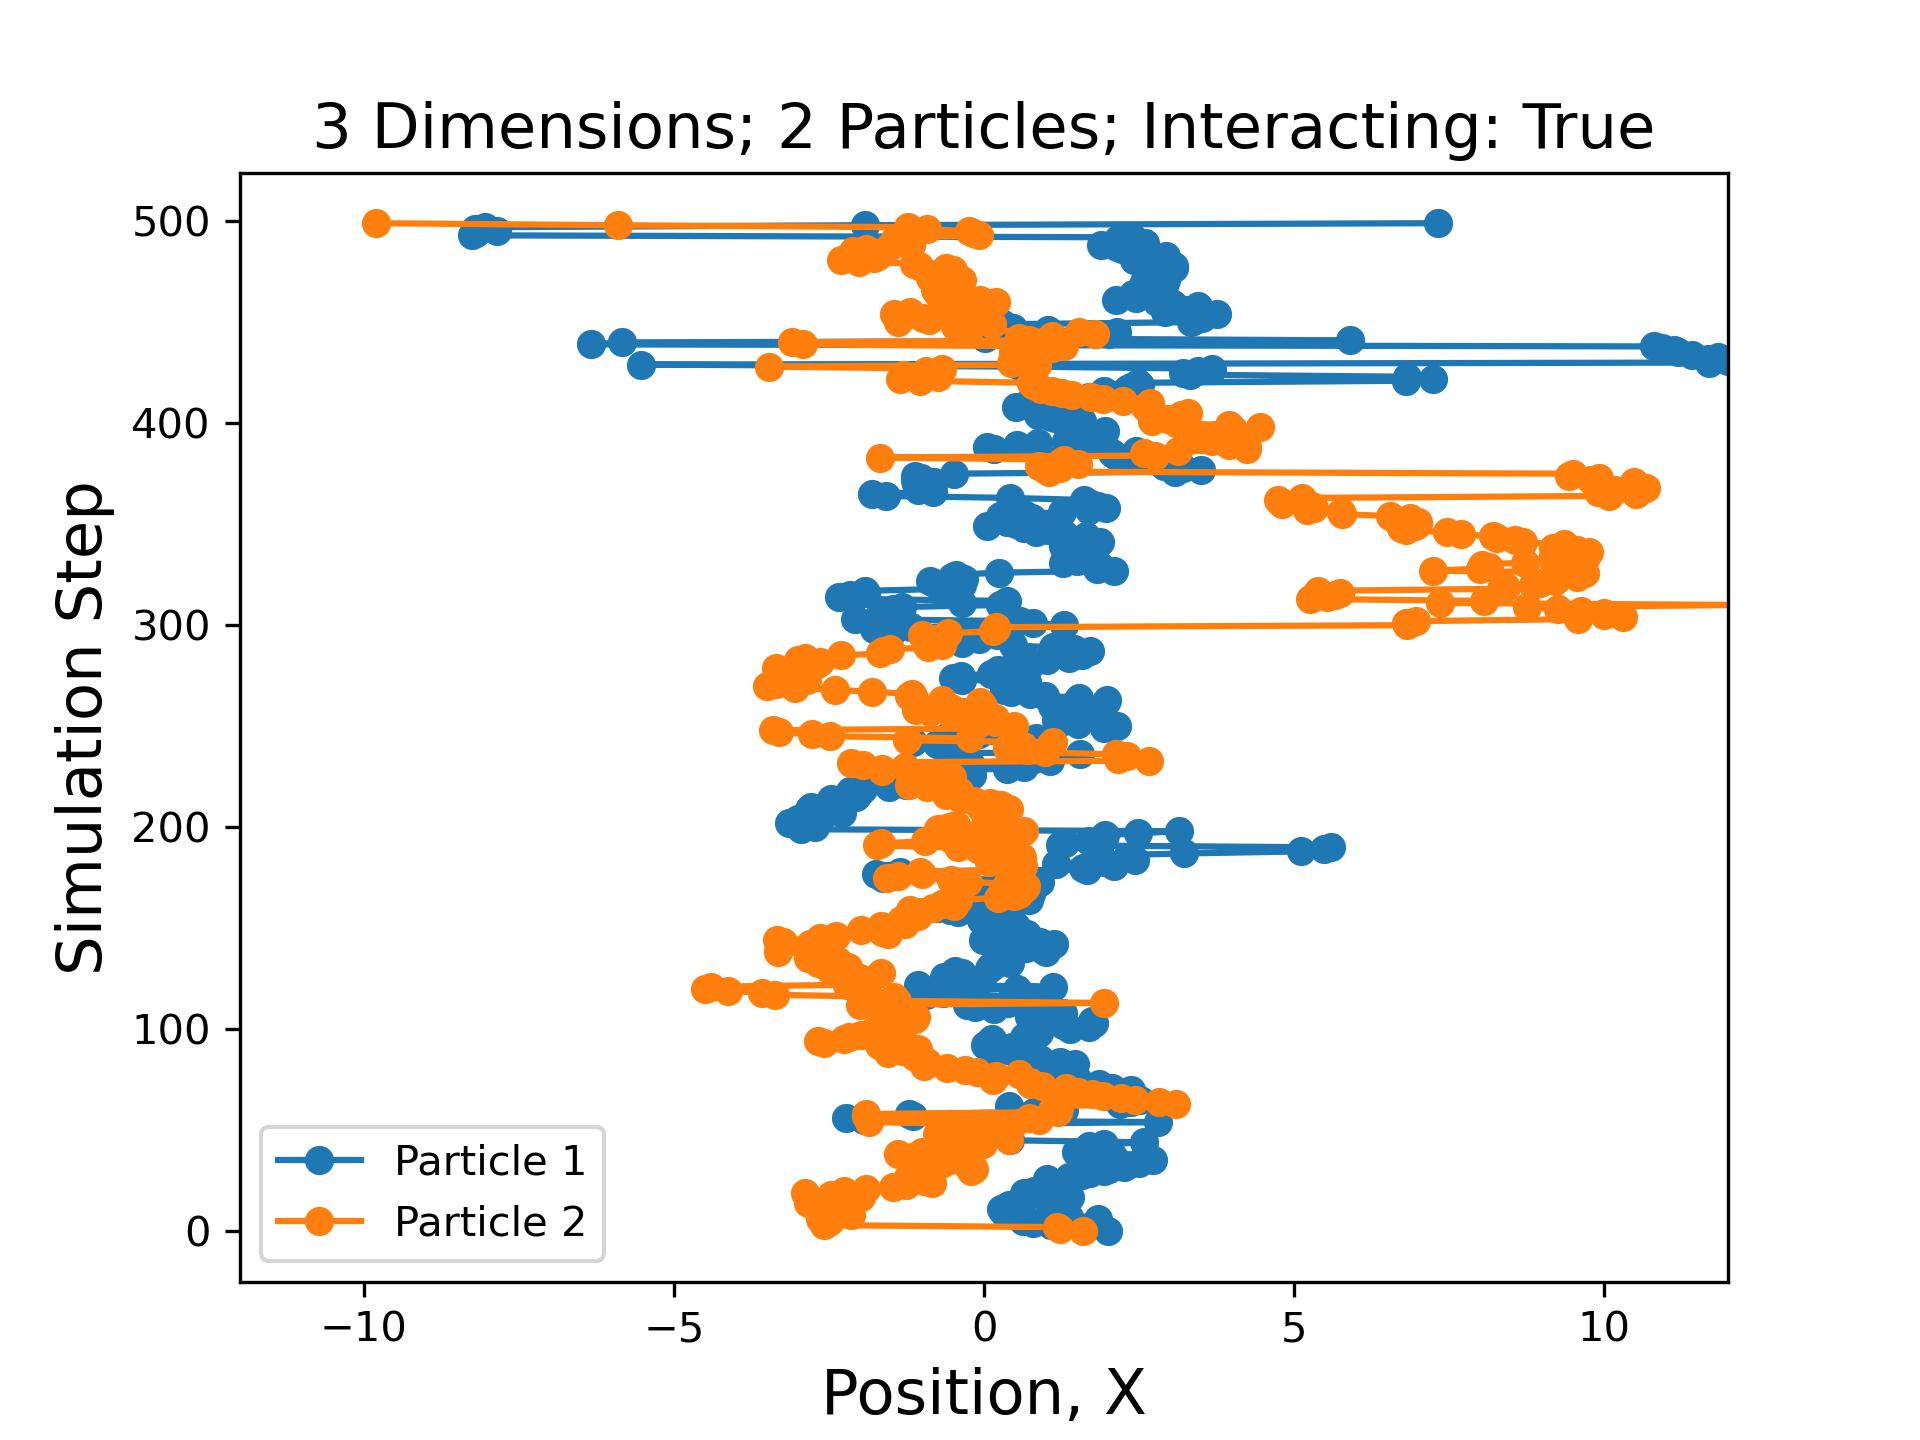 3 Dimensions; 2 Particles; Interacting: True
Simulation Step
500
400
300
200
100
0
Particle 1
Particle 2
−10
−5
0
5
10
Position, X